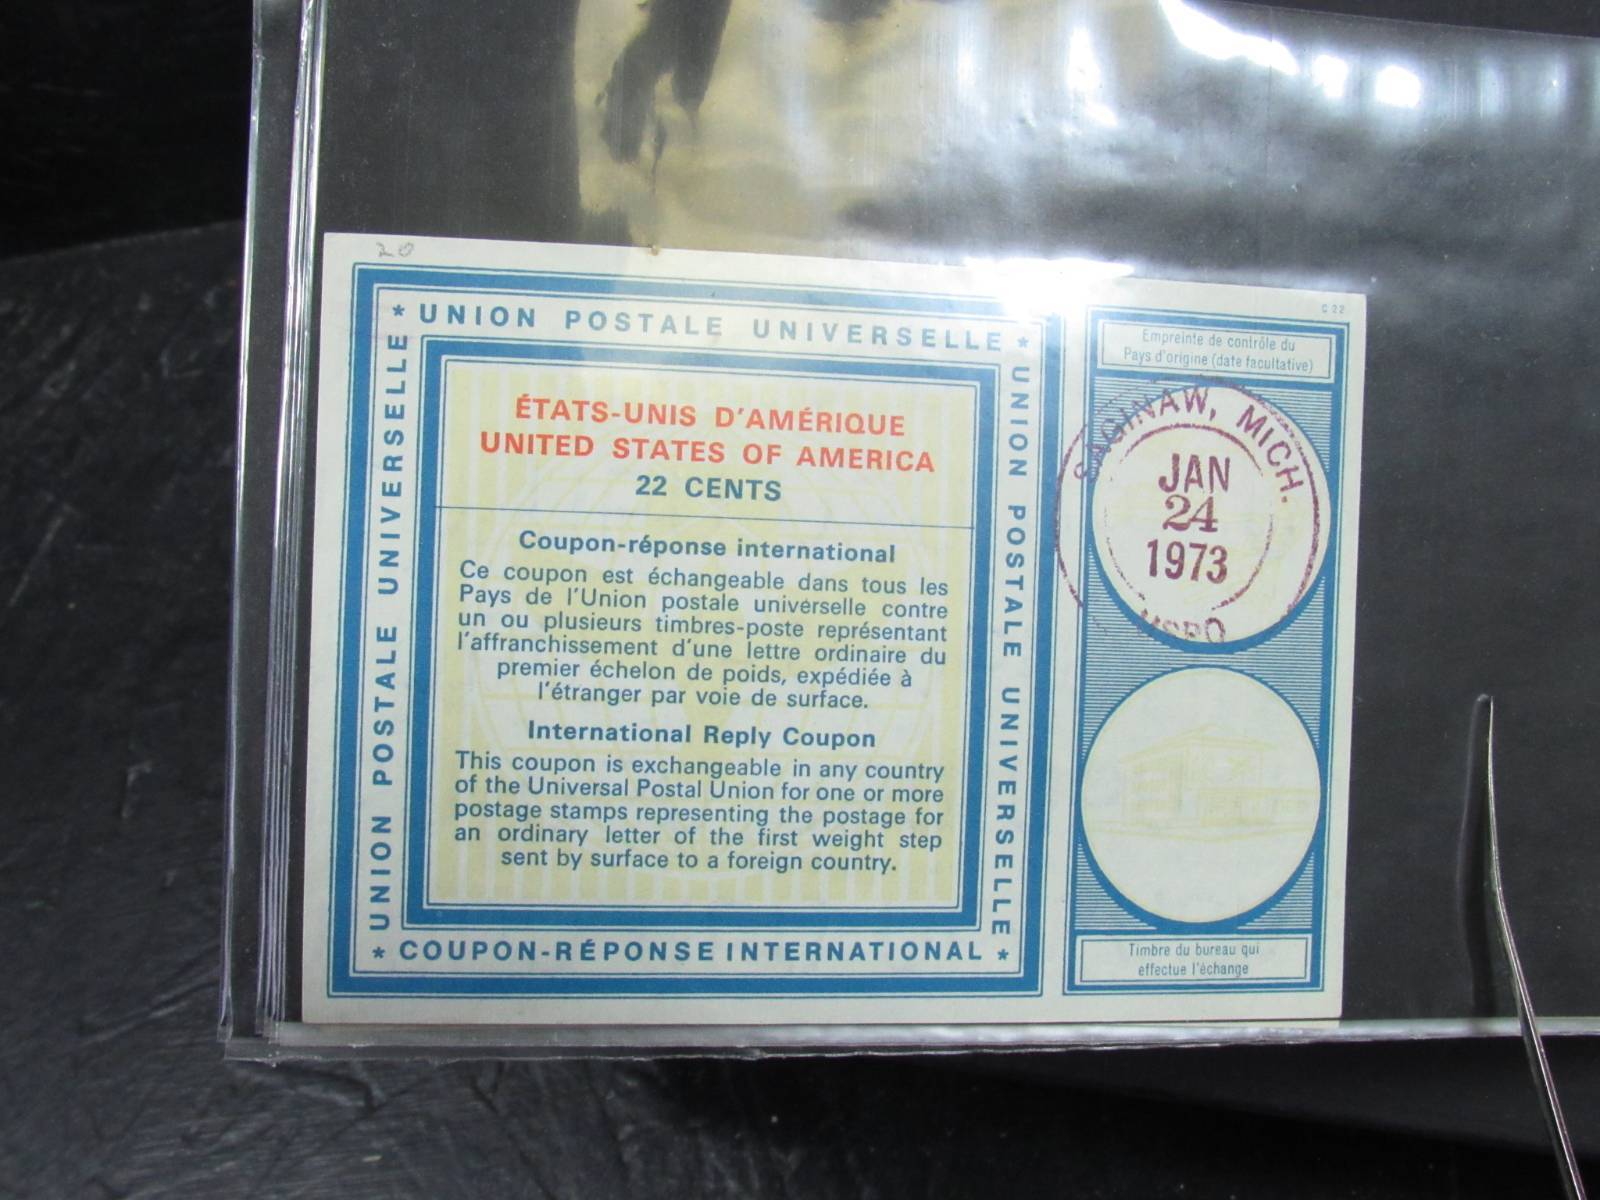 20
C 22
* UNION POSTALE UNIVERSELLE *
UNION POSTALE UNIVERSELLE
UNION POSTALE UNIVERSELLE
ÉTATS-UNIS D'AMÉRIQUE
UNITED STATES OF AMERICA
22 CENTS
Coupon-réponse international
Ce coupon est échangeable dans tous les
Pays de l'Union postale universelle contre
un ou plusieurs timbres-poste représentant
l'affranchissement d'une lettre ordinaire du
premier échelon de poids, expédiée à
l'étranger par voie de surface.
International Reply Coupon
This coupon is exchangeable in any country
of the Universal Postal Union for one or more
postage stamps representing the postage for
an ordinary letter of the first weight step
sent by surface to a foreign country.
* COUPON-RÉPONSE INTERNATIONAL *
Empreinte de contrôle du
Pays d'origine (date facultative)
SAGINAW, MICH.
JAN
24
1973
Timbre du bureau qui
effectue l'échange